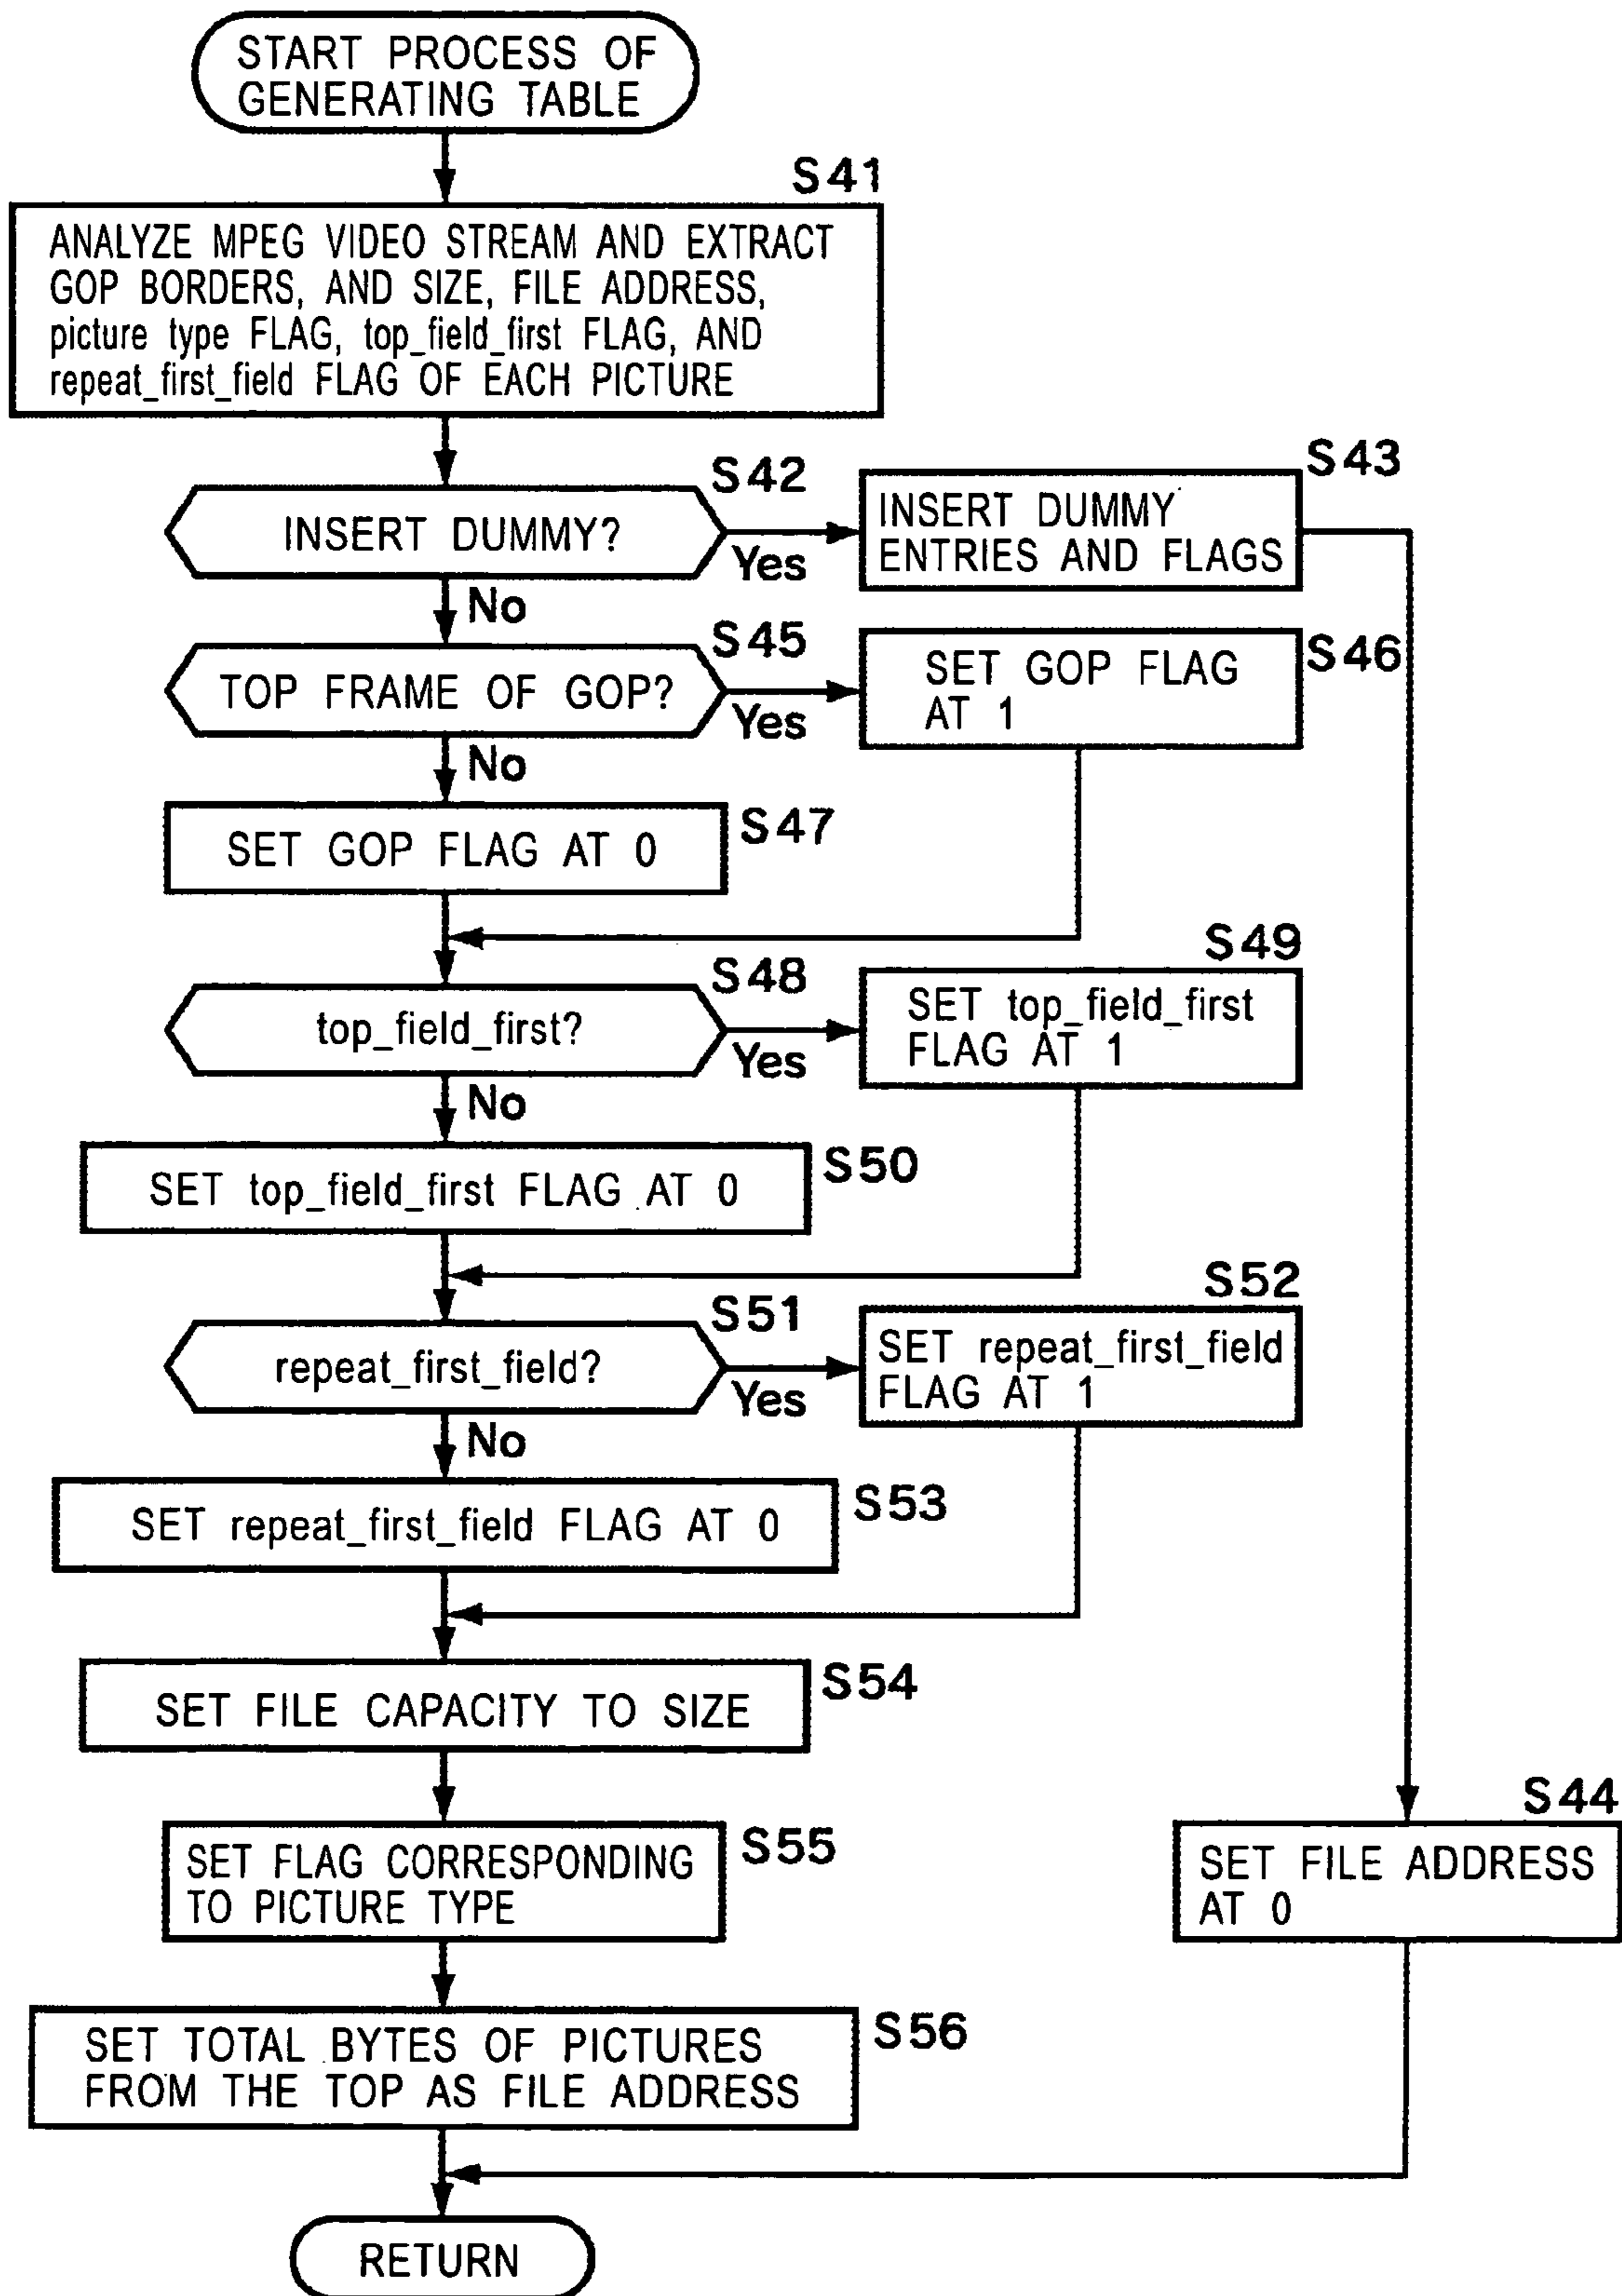 START PROCESS OF
GENERATING TABLE
S41
ANALYZE MPEG VIDEO STREAM AND EXTRACT
GOP BORDERS, AND SIZE, FILE ADDRESS,
picture type FLAG, top_field_first FLAG, AND
repeat_first_field FLAG OF EACH PICTURE
S42
INSERT DUMMY?
Yes
No
S43
INSERT DUMMY
ENTRIES AND FLAGS
S45
TOP FRAME OF GOP?
Yes
No
S46
SET GOP FLAG
AT 1
S47
SET GOP FLAG AT 0
S48
top_field_first?
Yes
No
S49
SET top_field_first
FLAG AT 1
S50
SET top_field_first FLAG AT 0
S51
repeat_first_field?
Yes
No
S52
SET repeat_first_field
FLAG AT 1
S53
SET repeat_first_field FLAG AT 0
S54
SET FILE CAPACITY TO SIZE
S44
SET FILE ADDRESS
AT 0
S55
SET FLAG CORRESPONDING
TO PICTURE TYPE
S56
SET TOTAL BYTES OF PICTURES
FROM THE TOP AS FILE ADDRESS
RETURN